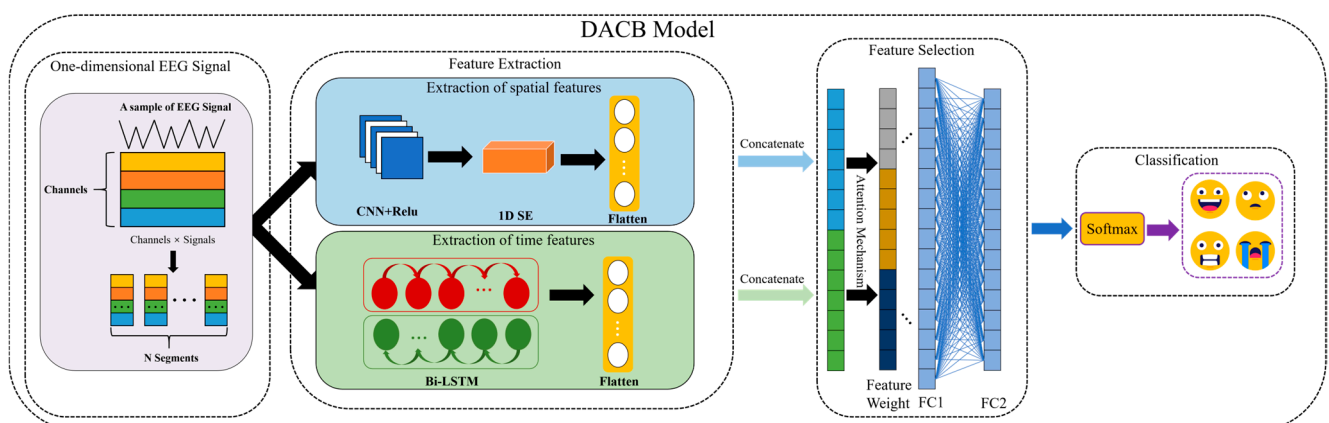 DACB Model
One-dimensional EEG Signal
A sample of EEG Signal
Channels
Channels × Signals
N Segments
Feature Extraction
Extraction of spatial features
CNN+Relu
1D SE
Flatten
Extraction of time features
Bi-LSTM
Flatten
Concatenate
Concatenate
Feature Selection
Attention Mechanism
Feature
Weight
FC1
FC2
Classification
Softmax